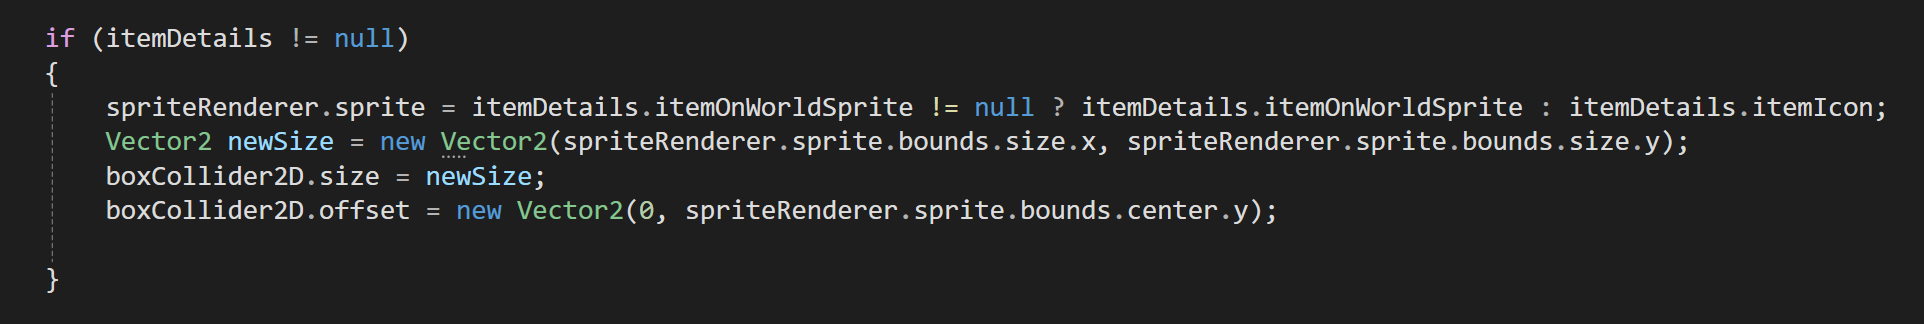 if (itemDetails != null)
{
spriteRenderer.sprite = itemDetails.itemOnWorldSprite != null ? itemDetails.itemOnWorldSprite : itemDetails.itemIcon;
Vector2 newSize = new Vector2(spriteRenderer.sprite.bounds.size.x, spriteRenderer.sprite.bounds.size.y);
boxCollider2D.size = newSize;
boxCollider2D.offset = new Vector2(0, spriteRenderer.sprite.bounds.center.y);
}